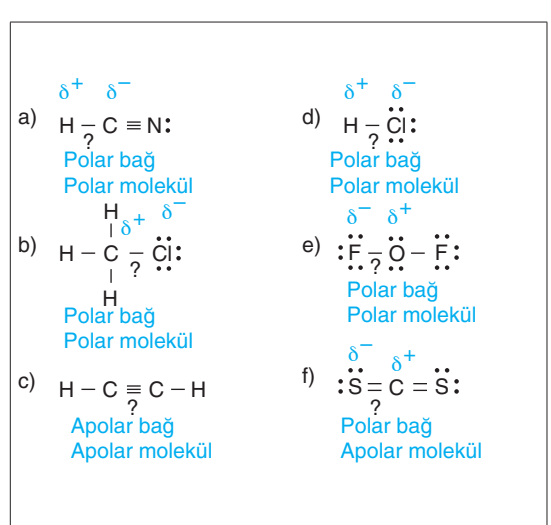 δ+ δ−
a) H − C ≡ N:
?
Polar bağ
Polar molekül
H
δ+ δ−
b) H − C − Cl:
?
H
Polar bağ
Polar molekül
c) H − C ≡ C − H
?
Apolar bağ
Apolar molekül
δ+ δ−
d) H − Cl:
?
Polar bağ
Polar molekül
δ− δ+
e) :F − O − F:
?
Polar bağ
Polar molekül
δ− δ+
f) :S = C = S:
?
Polar bağ
Apolar molekül